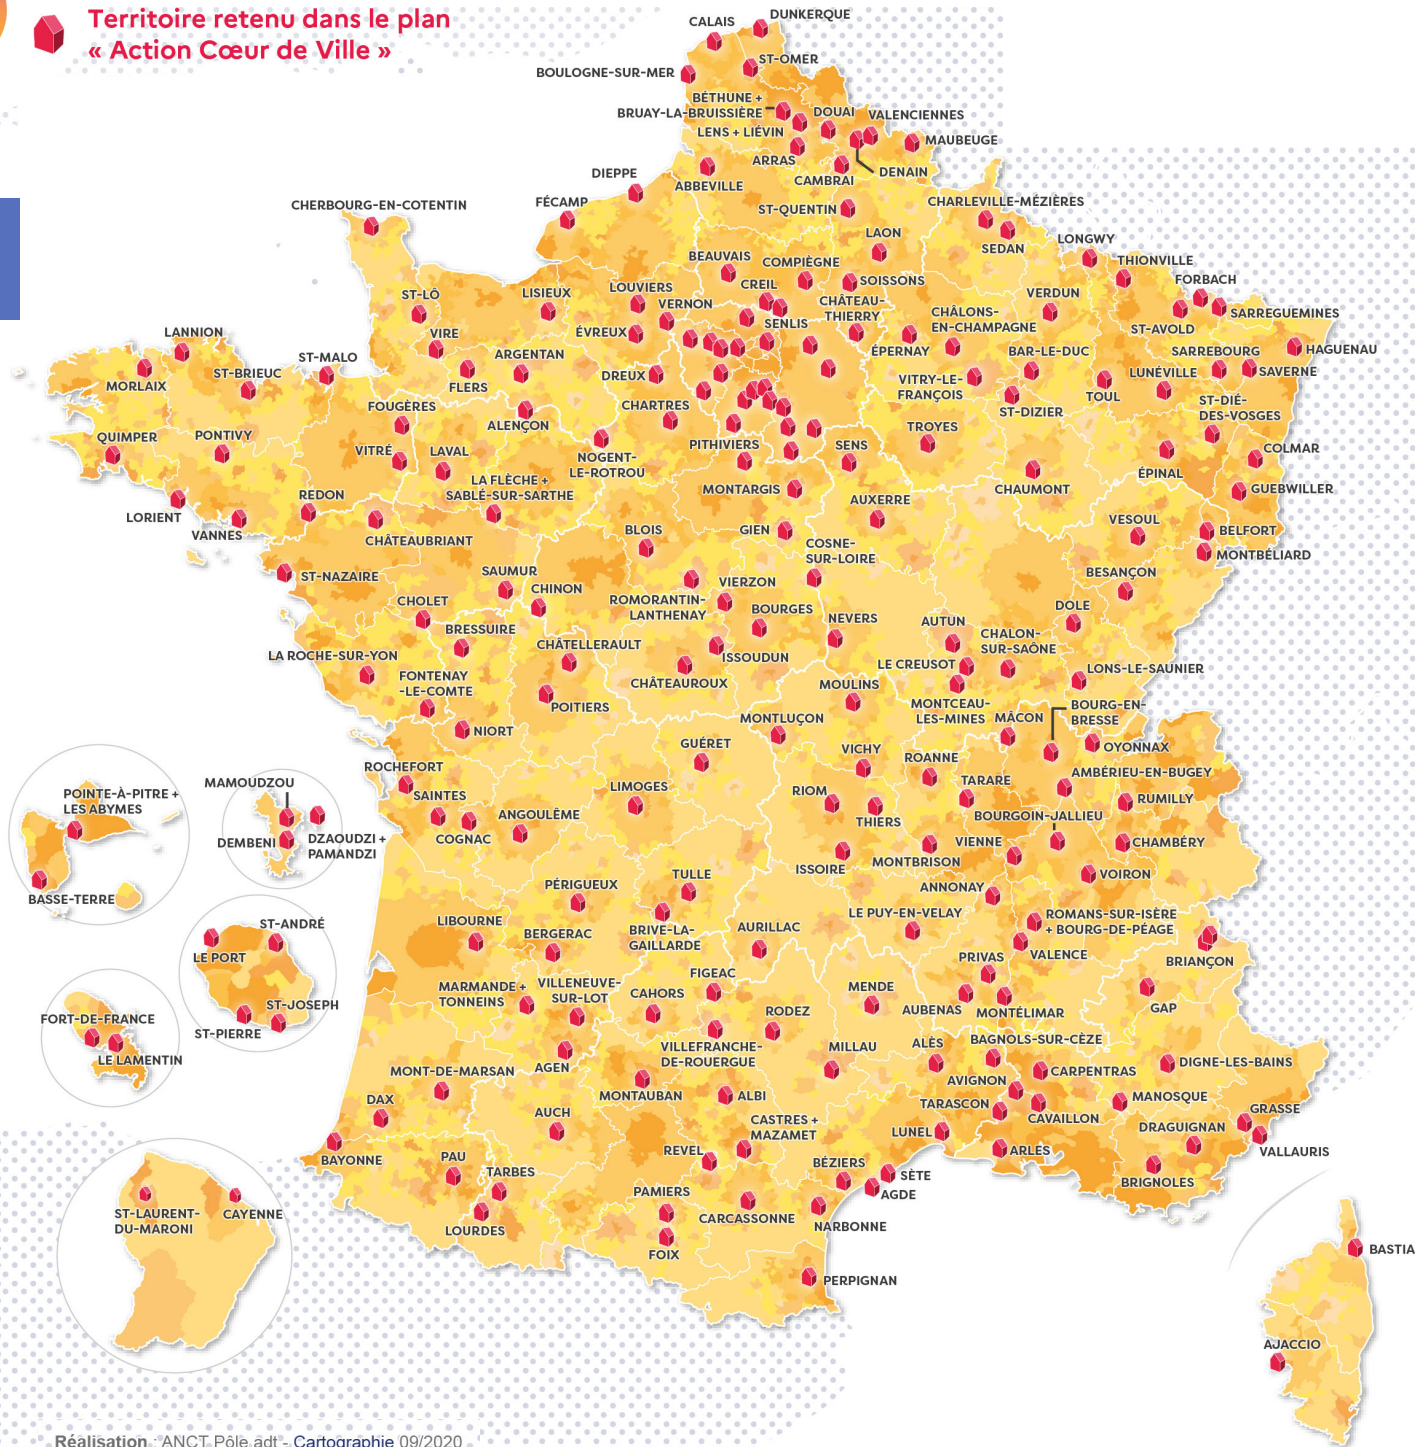 Territoire retenu dans le plan
« Action Cœur de Ville »
CALAIS
DUNKERQUE
ST-OMER
BOULOGNE-SUR-MER
BÉTHUNE +
BRUAY-LA-BRUISSIÈRE
DOUAI
VALENCIENNES
LENS + LIÉVIN
MAUBEUGE
ARRAS
DENAIN
CAMBRAI
ABBEVILLE
DIEPPE
FÉCAMP
CHERBOURG-EN-COTENTIN
ST-QUENTIN
CHARLEVILLE-MÉZIÈRES
LAON
SEDAN
LONGWY
THIONVILLE
FORBACH
SARREGUEMINES
BEAUVAIS
COMPIÈGNE
CREIL
SOISSONS
ST-LÔ
LISIEUX
LOUVIERS
VERNON
CHÂTEAU-
THIERRY
VERDUN
ST-AVOLD
SENLIS
CHÂLONS-
EN-CHAMPAGNE
ÉVREUX
VIRE
LANNION
ST-MALO
ARGENTAN
ÉPERNAY
BAR-LE-DUC
SARREBOURG
HAGUENAU
MORLAIX
ST-BRIEUC
FLERS
DREUX
VITRY-LE-
FRANÇOIS
LUNÉVILLE
SAVERNE
TOUL
ST-DIZIER
ST-DIÉ-
DES-VOSGES
FOUGÈRES
ALENÇON
CHARTRES
QUIMPER
PONTIVY
VITRÉ
LAVAL
NOGENT-
LE-ROTROU
PITHIVIERS
SENS
TROYES
COLMAR
ÉPINAL
LA FLÈCHE +
SABLÉ-SUR-SARTHE
MONTARGIS
CHAUMONT
GUEBWILLER
LORIENT
VANNES
REDON
AUXERRE
CHÂTEAUBRIANT
BLOIS
GIEN
VESOUL
BELFORT
COSNE-
SUR-LOIRE
MONTBÉLIARD
ST-NAZAIRE
SAUMUR
CHINON
VIERZON
BESANÇON
CHOLET
ROMORANTIN-
LANTHENAY
BOURGES
NEVERS
DOLE
BRESSUIRE
AUTUN
CHALON-
SUR-SAÔNE
LA ROCHE-SUR-YON
CHÂTELLERAULT
ISSOUDUN
LE CREUSOT
LONS-LE-SAUNIER
FONTENAY
-LE-COMTE
CHÂTEAUROUX
MOULINS
POITIERS
MONTCEAU-
LES-MINES
MÂCON
BOURG-EN-
BRESSE
NIORT
MONTLUÇON
GUÉRET
VICHY
ROANNE
OYONNAX
ROCHEFORT
TARARE
AMBÉRIEU-EN-BUGEY
POINTE-À-PITRE +
LES ABYMES
MAMOUDZOU
SAINTES
LIMOGES
RIOM
RUMILLY
ANGOULÊME
THIERS
BOURGOIN-JALLIEU
COGNAC
DEMBENI
DZAOUDZI +
PAMANDZI
VIENNE
CHAMBÉRY
ISSOIRE
MONTBRISON
VOIRON
BASSE-TERRE
PÉRIGUEUX
TULLE
ANNONAY
ST-ANDRÉ
LIBOURNE
BERGERAC
BRIVE-LA-
GAILLARDE
AURILLAC
LE PUY-EN-VELAY
ROMANS-SUR-ISÈRE
+ BOURG-DE-PÉAGE
LE PORT
PRIVAS
VALENCE
BRIANÇON
MARMANDE +
TONNEINS
VILLENEUVE-
SUR-LOT
FIGEAC
CAHORS
MENDE
ST-JOSEPH
ST-PIERRE
RODEZ
AUBENAS
MONTÉLIMAR
GAP
FORT-DE-FRANCE
LE LAMENTIN
VILLEFRANCHE-
DE-ROUERGUE
MILLAU
ALÈS
BAGNOLS-SUR-CÈZE
MONT-DE-MARSAN
AGEN
DIGNE-LES-BAINS
CARPENTRAS
AVIGNON
DAX
MONTAUBAN
ALBI
MANOSQUE
AUCH
TARASCON
CAVAILLON
GRASSE
CASTRES +
MAZAMET
LUNEL
DRAGUIGNAN
BAYONNE
REVEL
ARLES
VALLAURIS
PAU
TARBES
BÉZIERS
SÈTE
AGDE
BRIGNOLES
ST-LAURENT-
DU-MARONI
CAYENNE
LOURDES
PAMIERS
CARCASSONNE
NARBONNE
FOIX
BASTIA
PERPIGNAN
AJACCIO
Réalisation : ANCT Pôle adt - Cartographie 09/2020